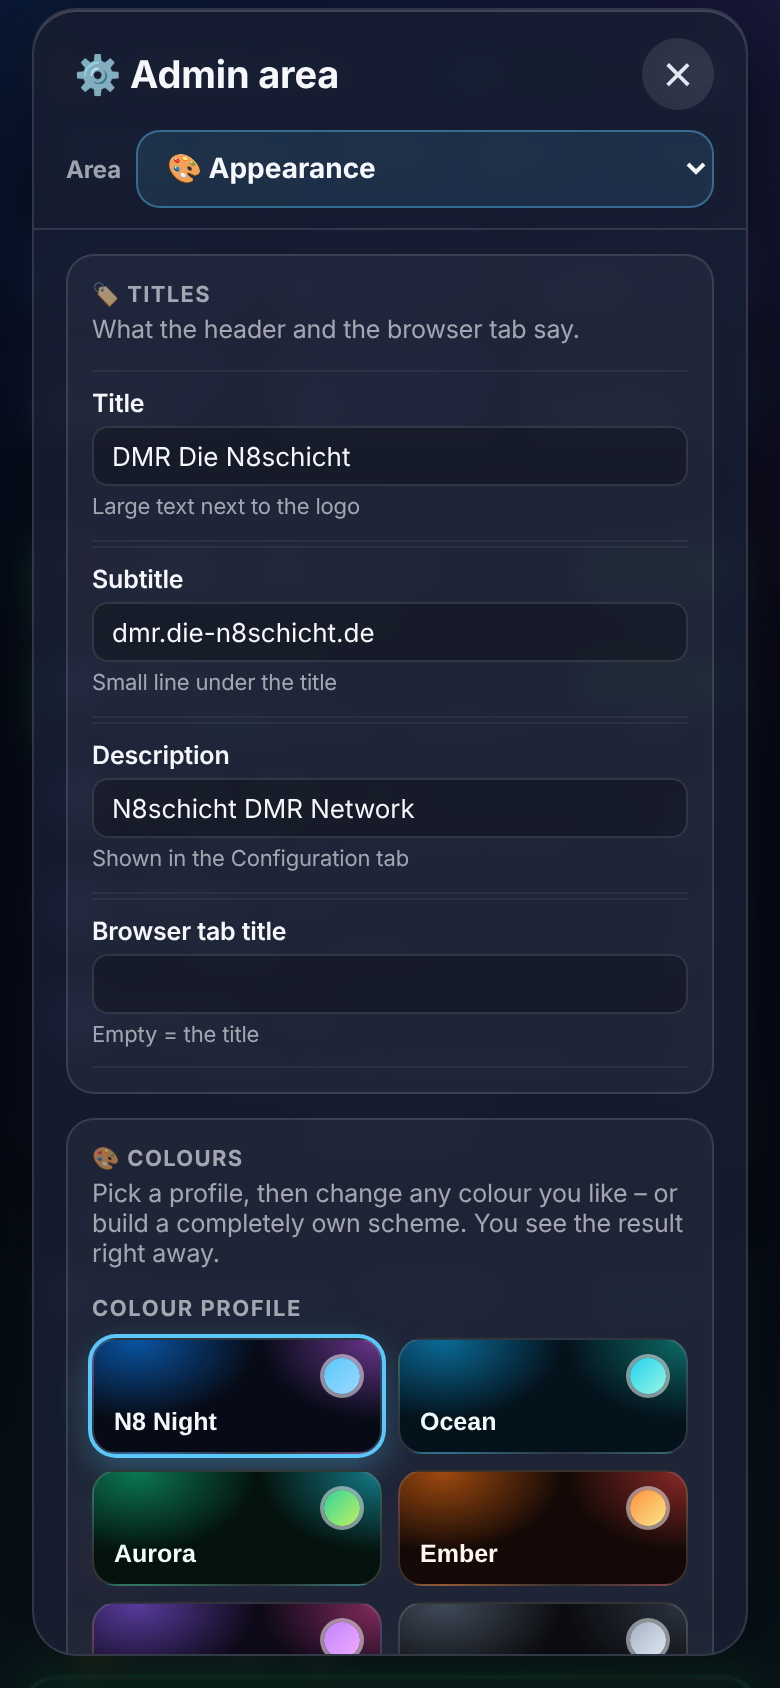 Admin area
Area
Appearance
TITLES
What the header and the browser tab say.
Title
DMR Die N8schicht
Large text next to the logo
Subtitle
dmr.die-n8schicht.de
Small line under the title
Description
N8schicht DMR Network
Shown in the Configuration tab
Browser tab title
Empty = the title
COLOURS
Pick a profile, then change any colour you like – or
build a completely own scheme. You see the result
right away.
COLOUR PROFILE
N8 Night
Ocean
Aurora
Ember